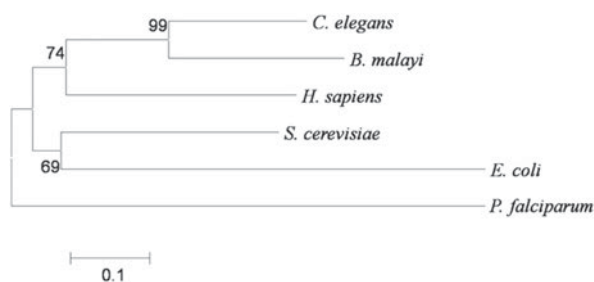 99
C. elegans
74
B. malayi
H. sapiens
S. cerevisiae
69
E. coli
P. falciparum
0.1